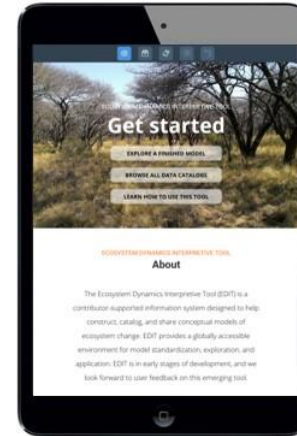 ECOSYSTEM DYNAMICS INTERPRETIVE TOOL
Get started
EXPLORE A FINISHED MODEL
BROWSE ALL DATA CATALOGS
LEARN HOW TO USE THIS TOOL
ECOSYSTEM DYNAMICS INTERPRETIVE TOOL
About
The Ecosystem Dynamics Interpretive Tool (EDIT) is a
contributor-supported information system designed to help
construct, catalog, and share conceptual models of
ecosystem change. EDIT provides a globally accessible
environment for model standardization, exploration, and
application. EDIT is in early stages of development, and we
look forward to user feedback on this emerging tool.